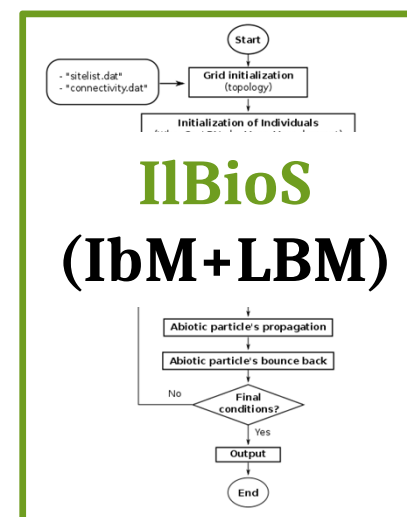 Start
- "sitelist.dat"
- "connectivity.dat"
Grid initialization
(topology)
Initialization of Individuals
IlBioS
(IbM+LBM)
Abiotic particle's propagation
Abiotic particle's bounce back
No
Final
conditions?
Yes
Output
End